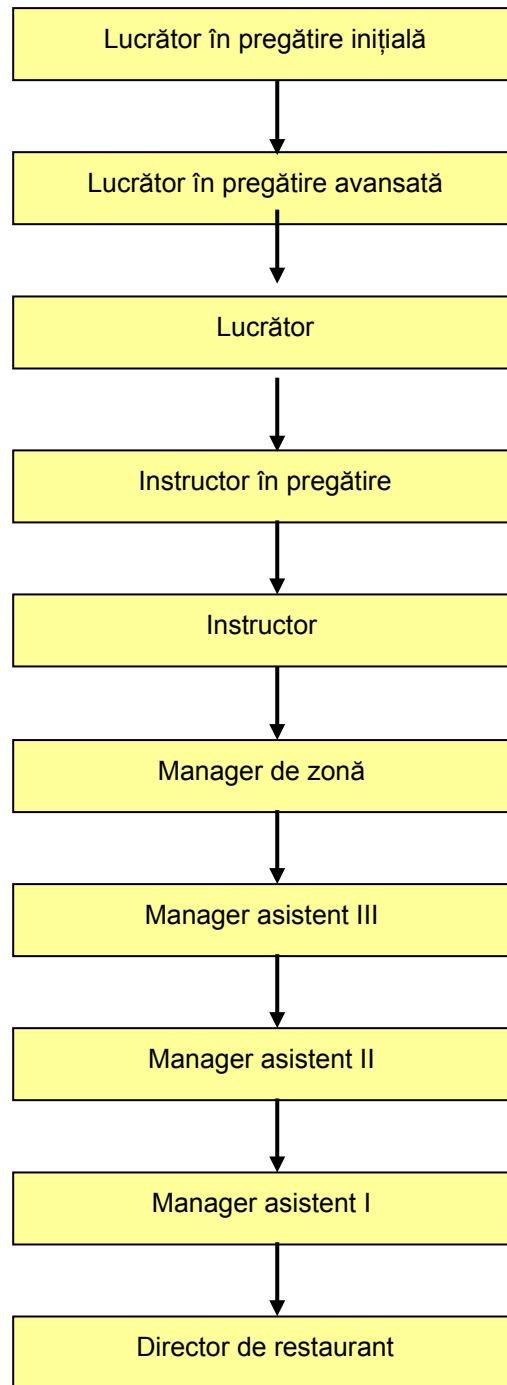 Lucrător în pregătire inițială
Lucrător în pregătire avansată
Lucrător
Instructor în pregătire
Instructor
Manager de zonă
Manager asistent III
Manager asistent II
Manager asistent I
Director de restaurant